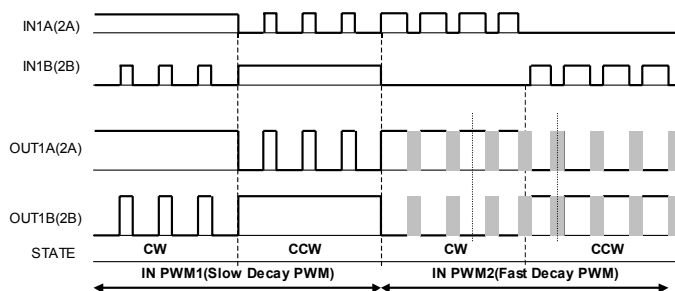 IN1A(2A)
IN1B(2B)
OUT1A(2A)
OUT1B(2B)
STATE CW CCW CW CCW
IN PWM1(Slow Decay PWM) IN PWM2(Fast Decay PWM)